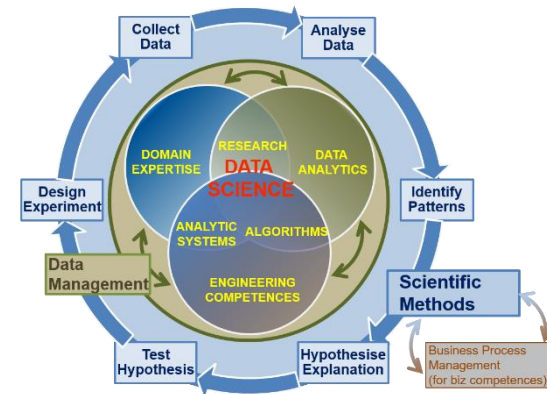 Collect
Data
Analyse
Data
RESEARCH
DOMAIN
EXPERTISE
DATA
SCIENCE
DATA
ANALYTICS
Design
Experiment
Identify
Patterns
ANALYTIC
SYSTEMS
ALGORITHMS
Data
Management
ENGINEERING
COMPETENCES
Scientific
Methods
Test
Hypothesis
Hypothesise
Explanation
Business Process
Management
(for biz competences)